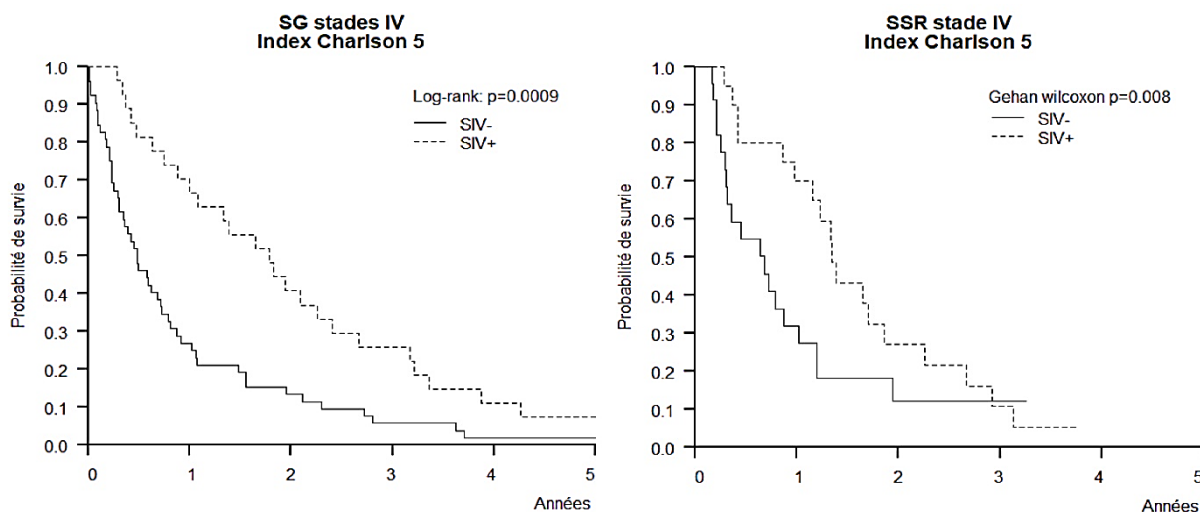 SG stades IV
Index Charlson 5
Probabilité de survie
1.0
0.9
0.8
0.7
0.6
0.5
0.4
0.3
0.2
0.1
0.0
Log-rank: p=0.0009
SIV-
SIV+
0 1 2 3 4 5
Années
SSR stade IV
Index Charlson 5
Probabilité de survie
1.0
0.9
0.8
0.7
0.6
0.5
0.4
0.3
0.2
0.1
0.0
Gehan wilcoxon p=0.008
SIV-
SIV+
0 1 2 3 4 5
Années